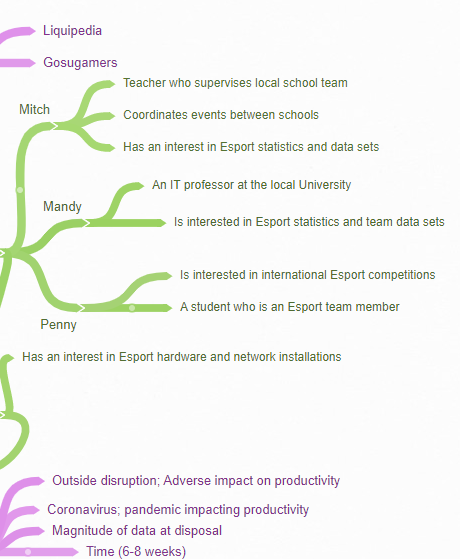 Liquipedia
Gosugamers
Mitch
Teacher who supervises local school team
Coordinates events between schools
Has an interest in Esport statistics and data sets
Mandy
An IT professor at the local University
Is interested in Esport statistics and team data sets
Penny
Is interested in international Esport competitions
A student who is an Esport team member
Has an interest in Esport hardware and network installations
Outside disruption; Adverse impact on productivity
Coronavirus; pandemic impacting productivity
Magnitude of data at disposal
Time (6-8 weeks)